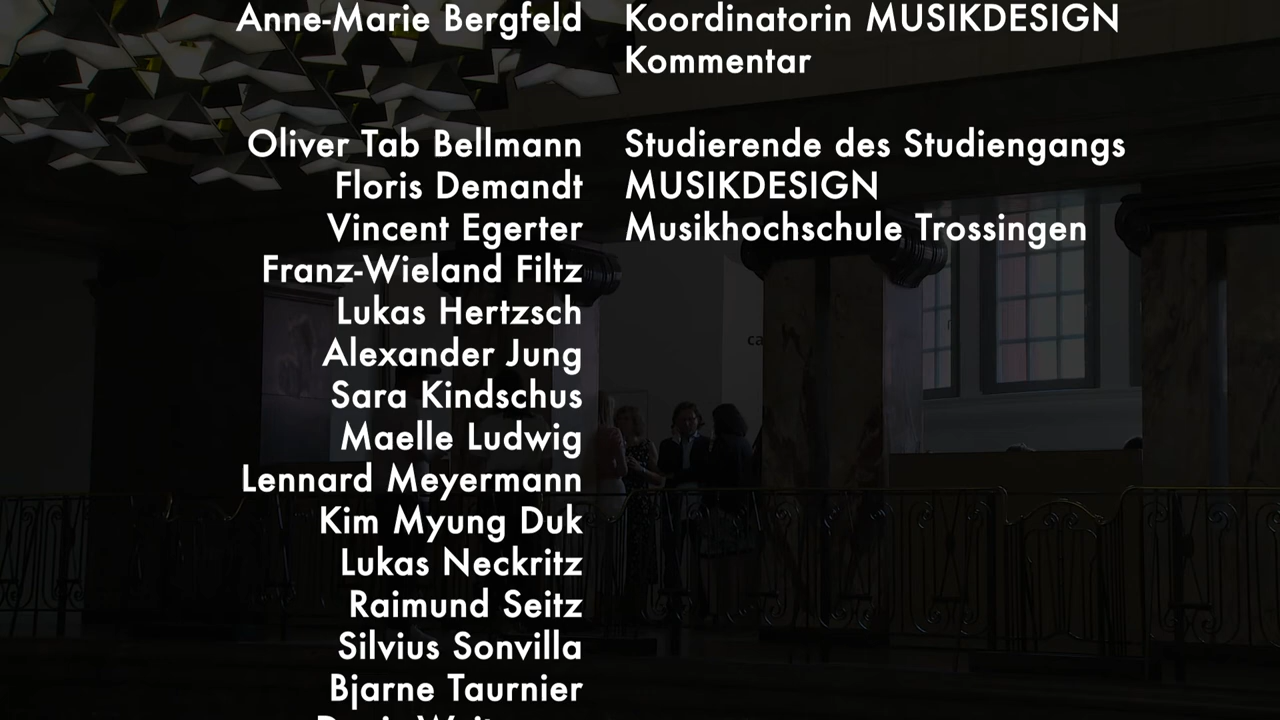 Anne-Marie Bergfeld Koordinatorin MUSIKDESIGN
Kommentar
Oliver Tab Bellmann Studierende des Studiengangs
Floris Demandt MUSIKDESIGN
Vincent Egerter Musikhochschule Trossingen
Franz-Wieland Filtz
Lukas Hertzsch
Alexander Jung
Sara Kindschus
Maelle Ludwig
Lennard Meyermann
Kim Myung Duk
Lukas Neckritz
Raimund Seitz
Silvius Sonvilla
Bjarne Taurnier